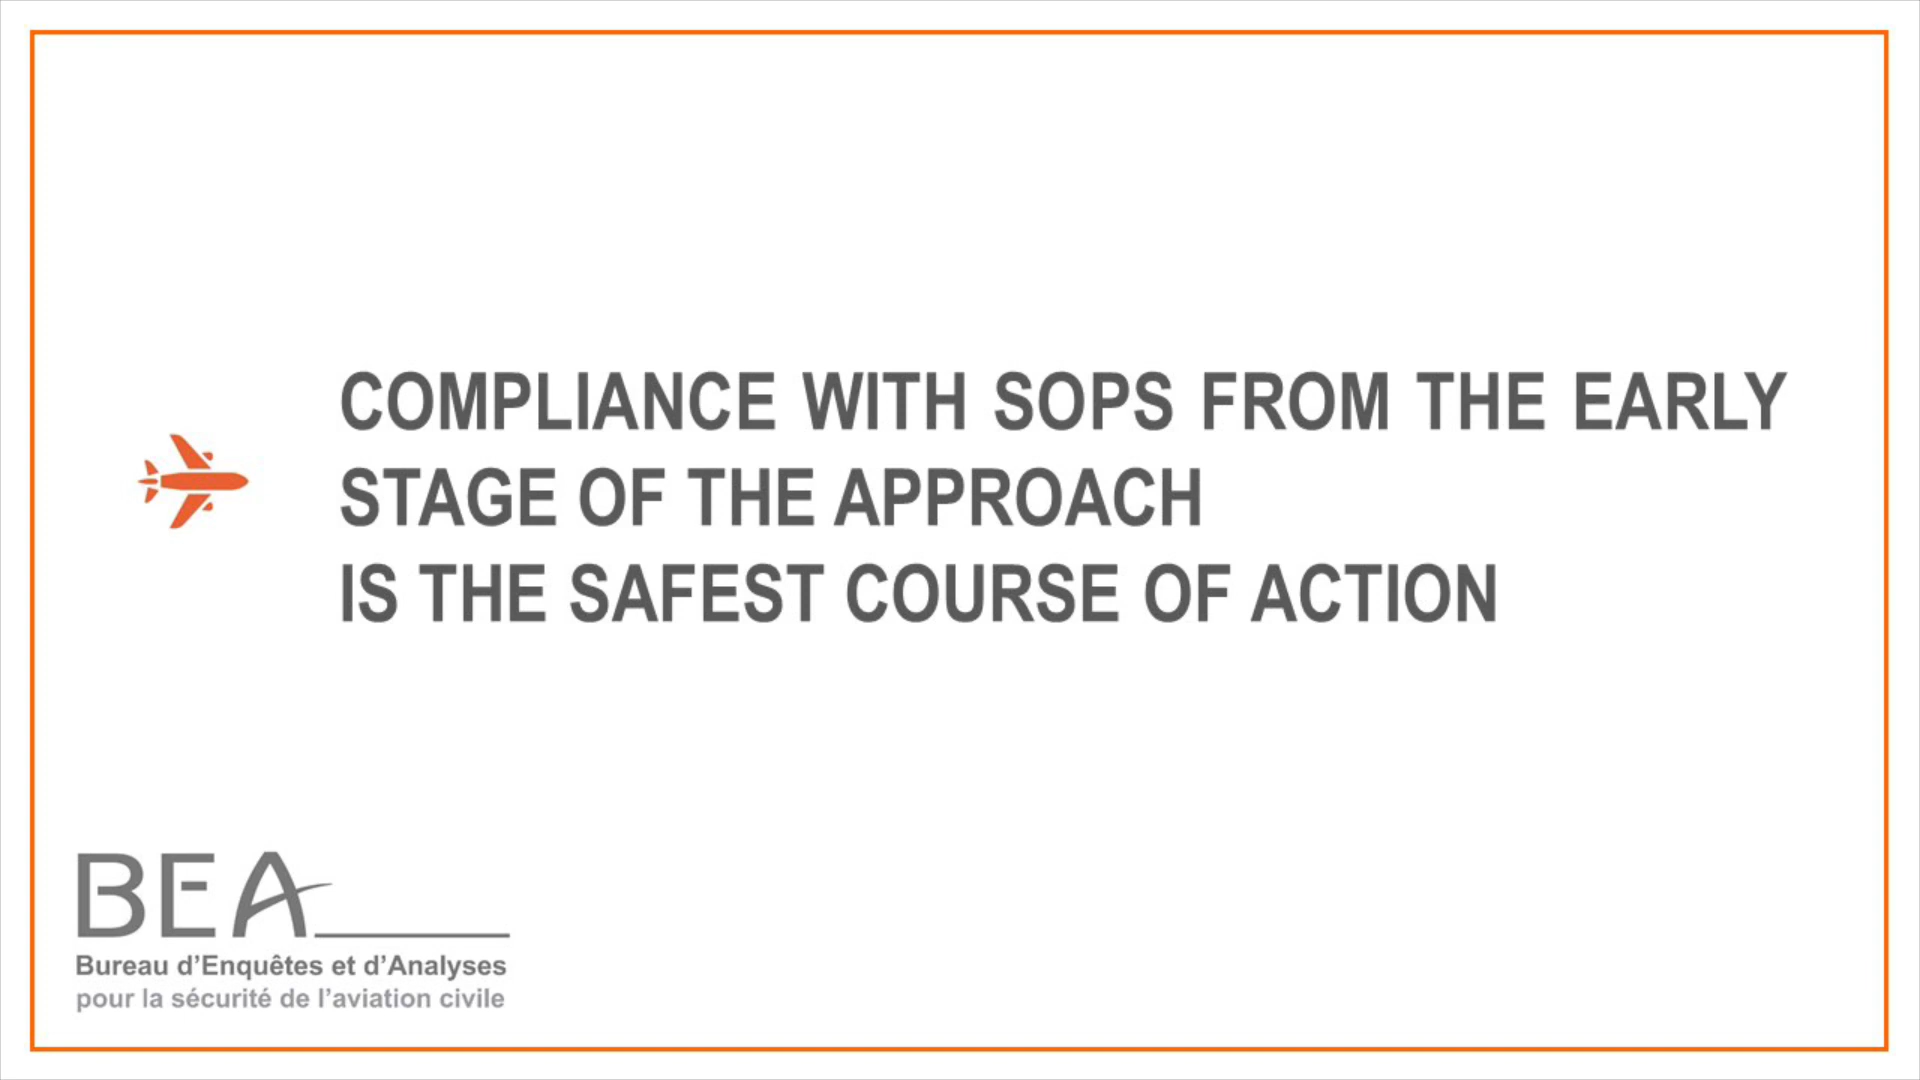 COMPLIANCE WITH SOPS FROM THE EARLY
STAGE OF THE APPROACH
IS THE SAFEST COURSE OF ACTION
BEA
Bureau d’Enquêtes et d’Analyses
pour la sécurité de l’aviation civile